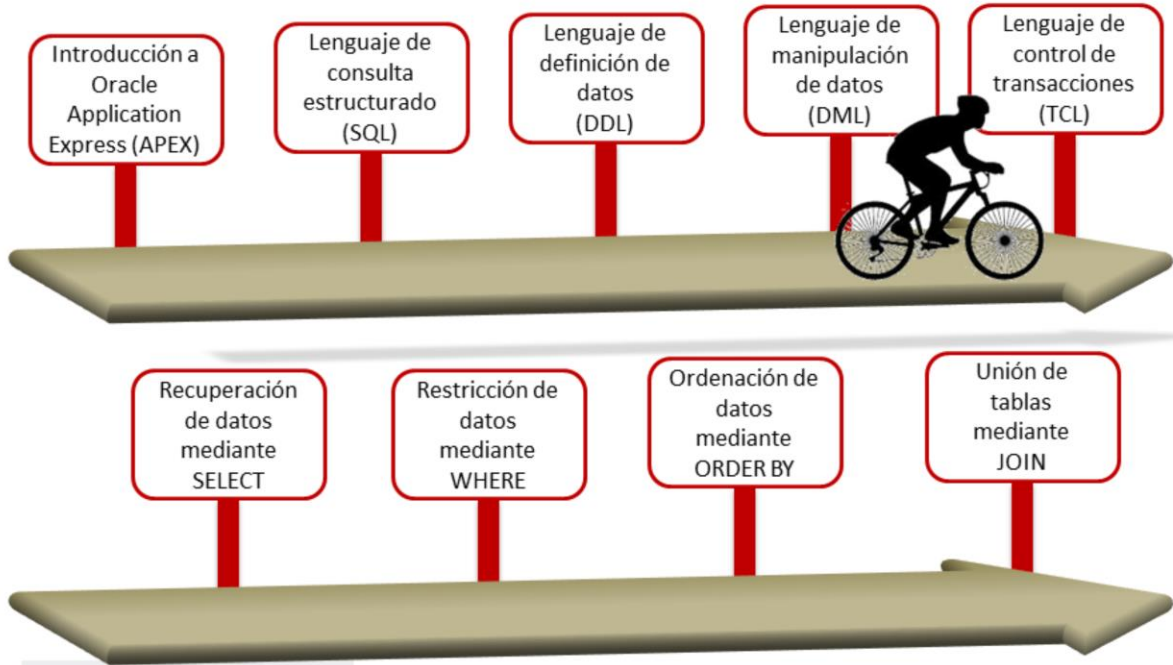 Introducción a
Oracle
Application
Express (APEX)
Lenguaje de
consulta
estructurado
(SQL)
Lenguaje de
definición de
datos
(DDL)
Lenguaje de
manipulación
de datos
(DML)
Lenguaje de
control de
transacciones
(TCL)
Recuperación
de datos
mediante
SELECT
Restricción de
datos
mediante
WHERE
Ordenación de
datos
mediante
ORDER BY
Unión de
tablas
mediante
JOIN